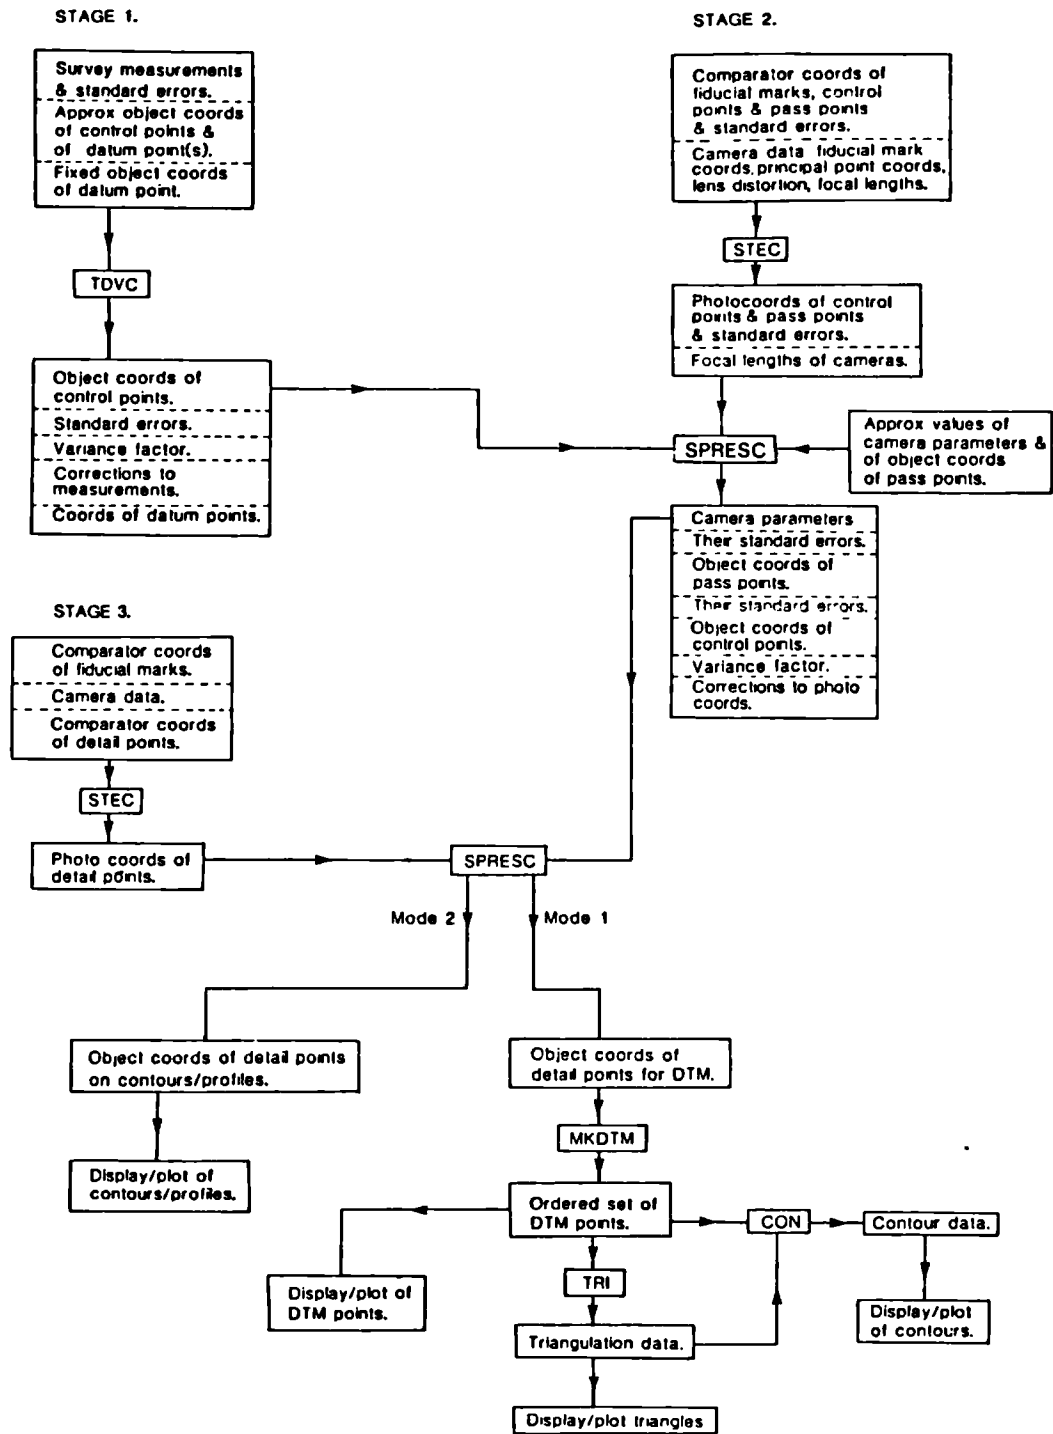 STAGE 1.
Survey measurements
& standard errors.
Approx object coords
of control points &
of datum point(s).
Fixed object coords
of datum point.
TDVC
Object coords of
control points.
Standard errors.
Variance factor.
Corrections to
measurements.
Coords of datum points.
STAGE 2.
Comparator coords of
fiducial marks, control
points & pass points
& standard errors.
Camera data fiducial mark
coords, principal point coords,
lens distortion, focal lengths.
STEC
Photocoords of control
points & pass points
& standard errors.
Focal lengths of cameras.
SPRESC
Approx values of
camera parameters &
of object coords
of pass points.
Camera parameters
Their standard errors.
Object coords of
pass points.
Their standard errors.
Object coords of
control points.
Variance factor.
Corrections to photo
coords.
STAGE 3.
Comparator coords
of fiducial marks.
Camera data.
Comparator coords
of detail points.
STEC
Photo coords of
detail points.
SPRESC
Mode 2
Mode 1
Object coords of detail points
on contours/profiles.
Display/plot of
contours/profiles.
Object coords of
detail points for DTM.
MKDTM
Ordered set of
DTM points.
CON
Contour data.
Display/plot of
DTM points.
TRI
Display/plot
of contours.
Triangulation data.
Display/plot triangles